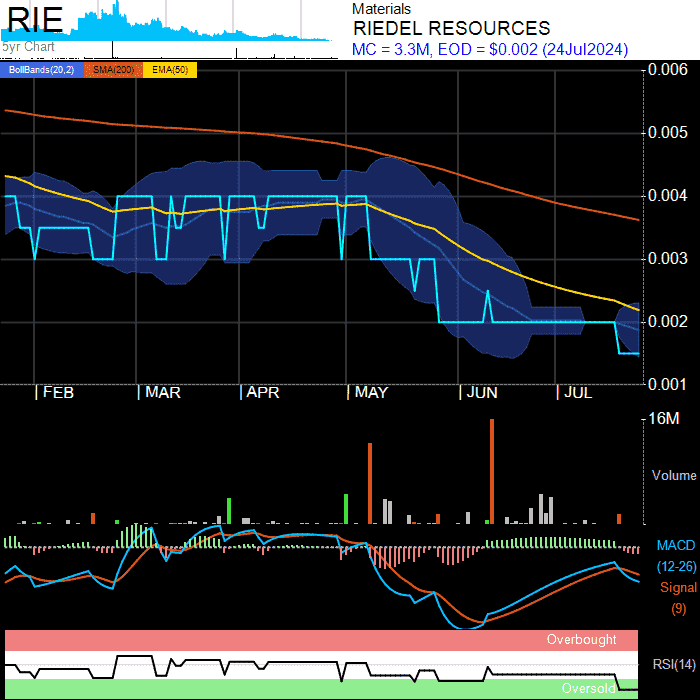 RIE
5yr Chart
Materials
RIEDEL RESOURCES
MC = 3.3M, EOD = $0.002 (24Jul2024)
BollBands(20,2) SMA(200) EMA(50)
0.006
0.005
0.004
0.003
0.002
0.001
FEB MAR APR MAY JUN JUL
16M
Volume
MACD
(12-26)
Signal
(9)
Overbought
RSI(14)
Oversold